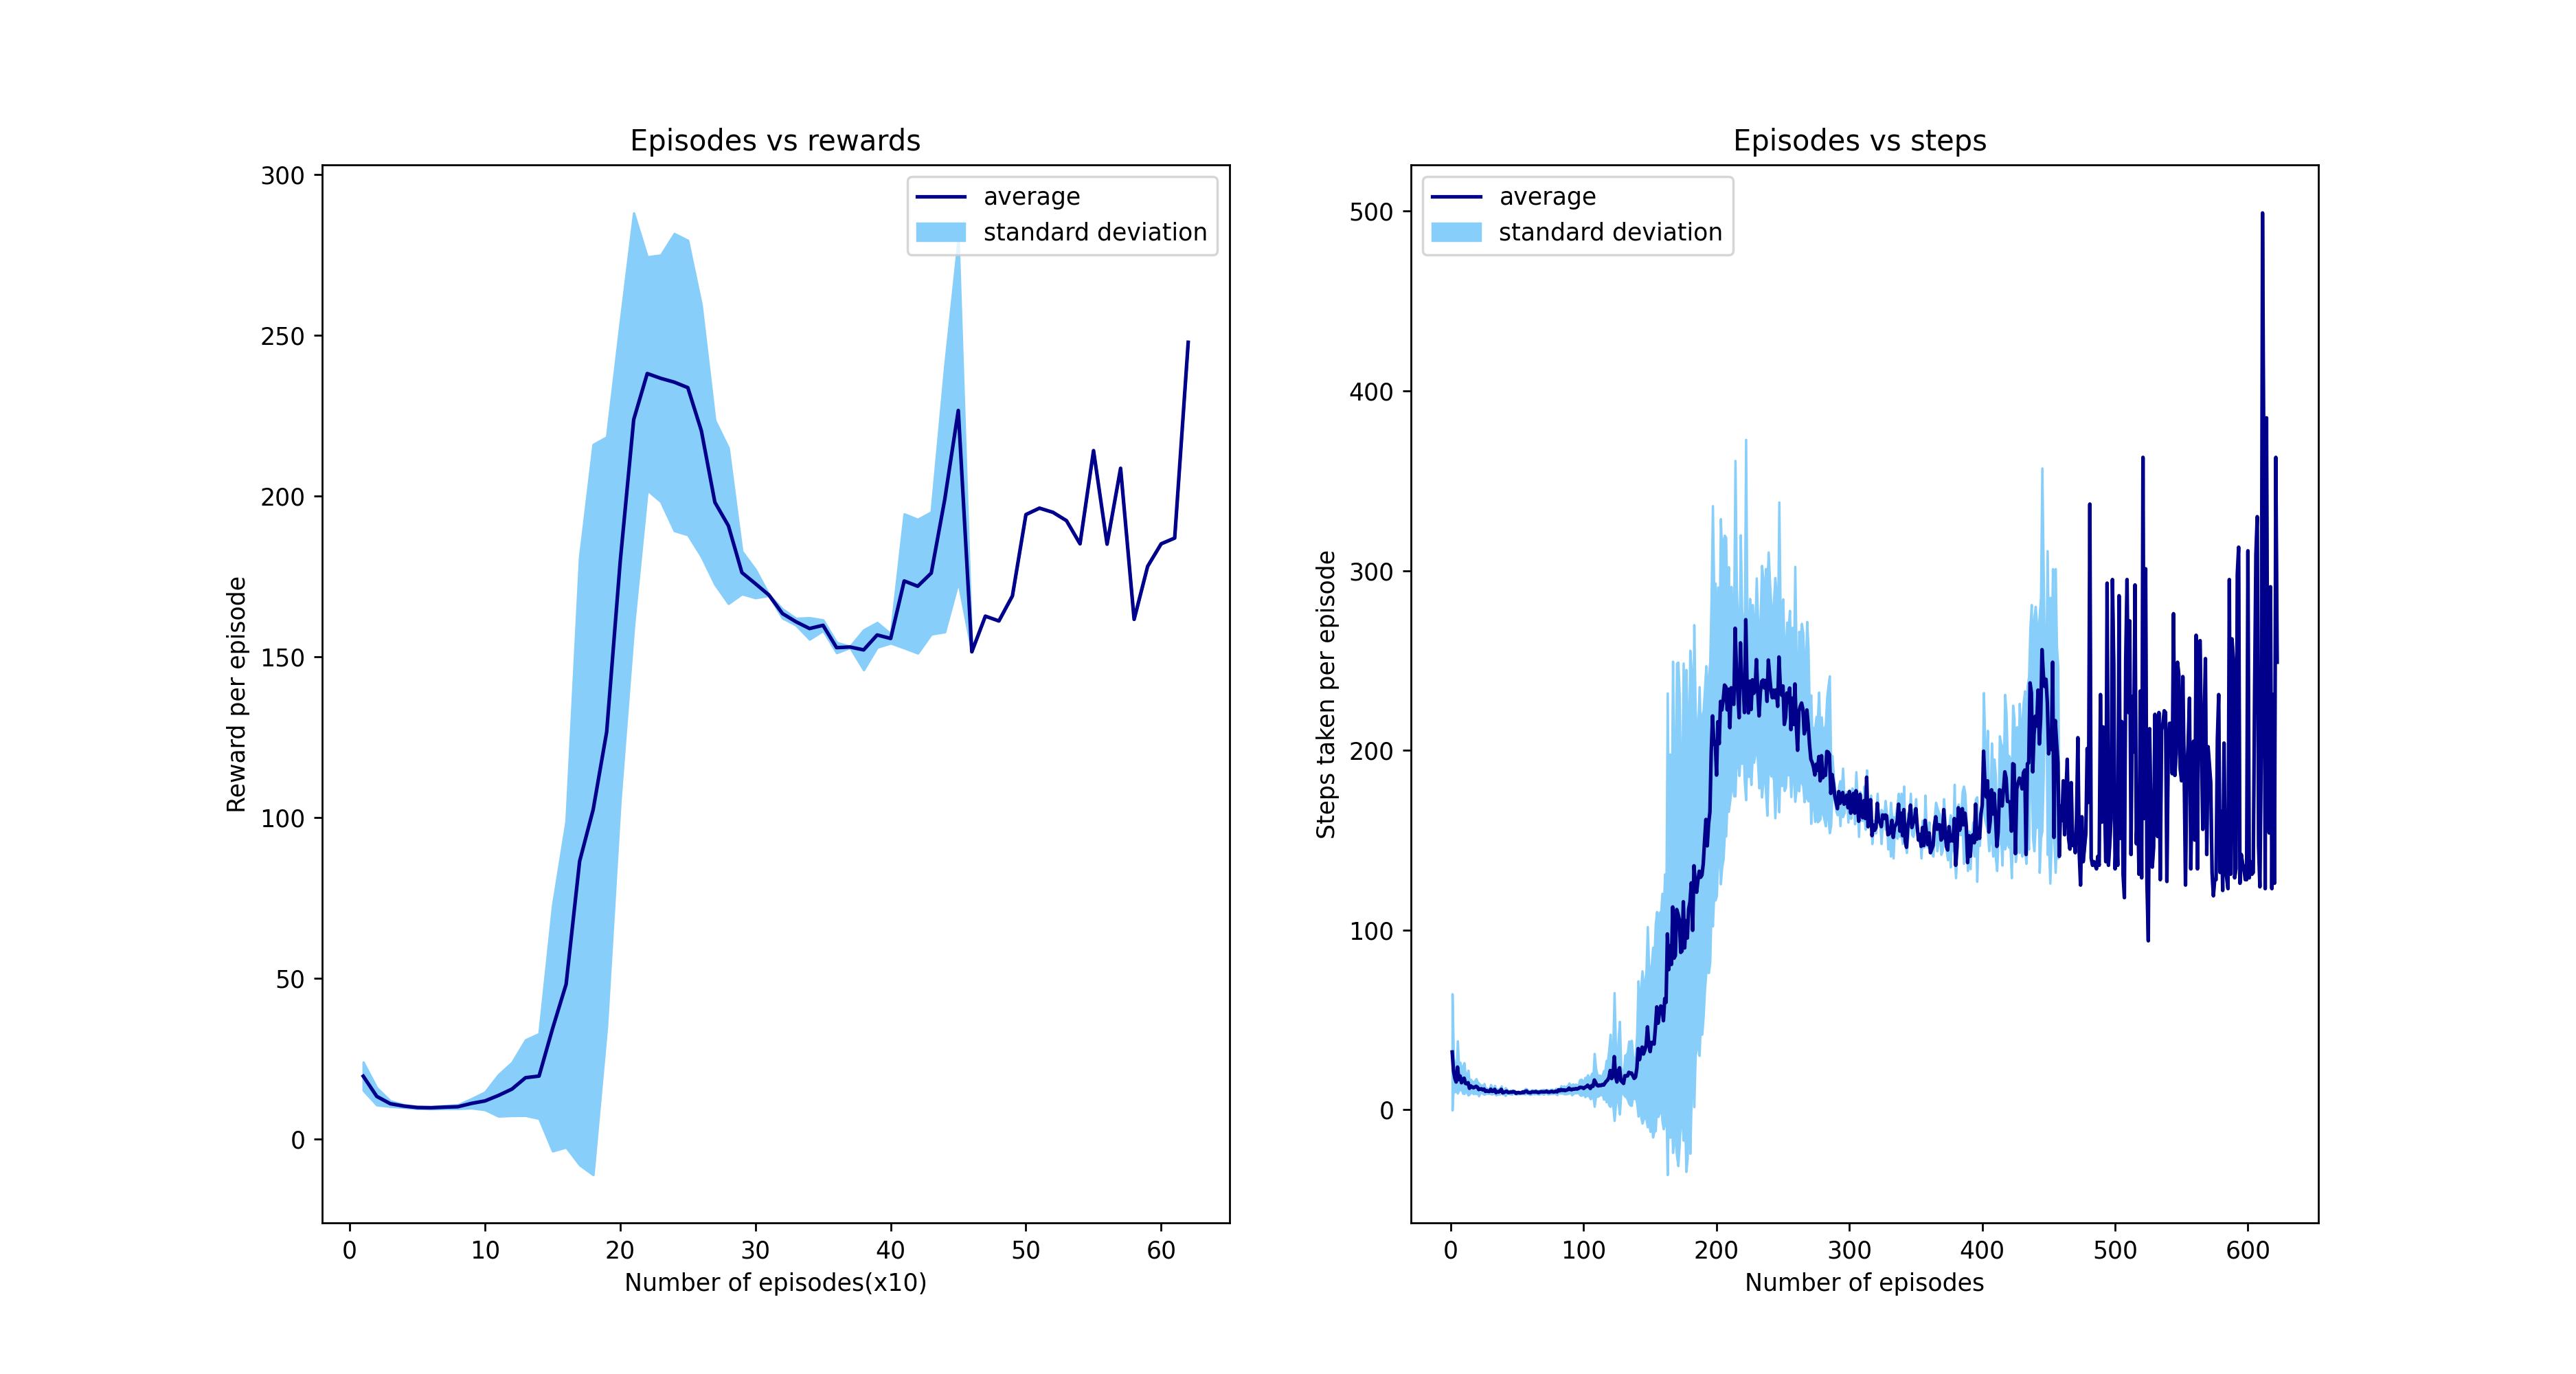 Episodes vs rewards
300
250
200
150
100
50
0
Reward per episode
average
standard deviation
0 10 20 30 40 50 60
Number of episodes(x10)
Episodes vs steps
500
400
300
200
100
0
Steps taken per episode
average
standard deviation
0 100 200 300 400 500 600
Number of episodes